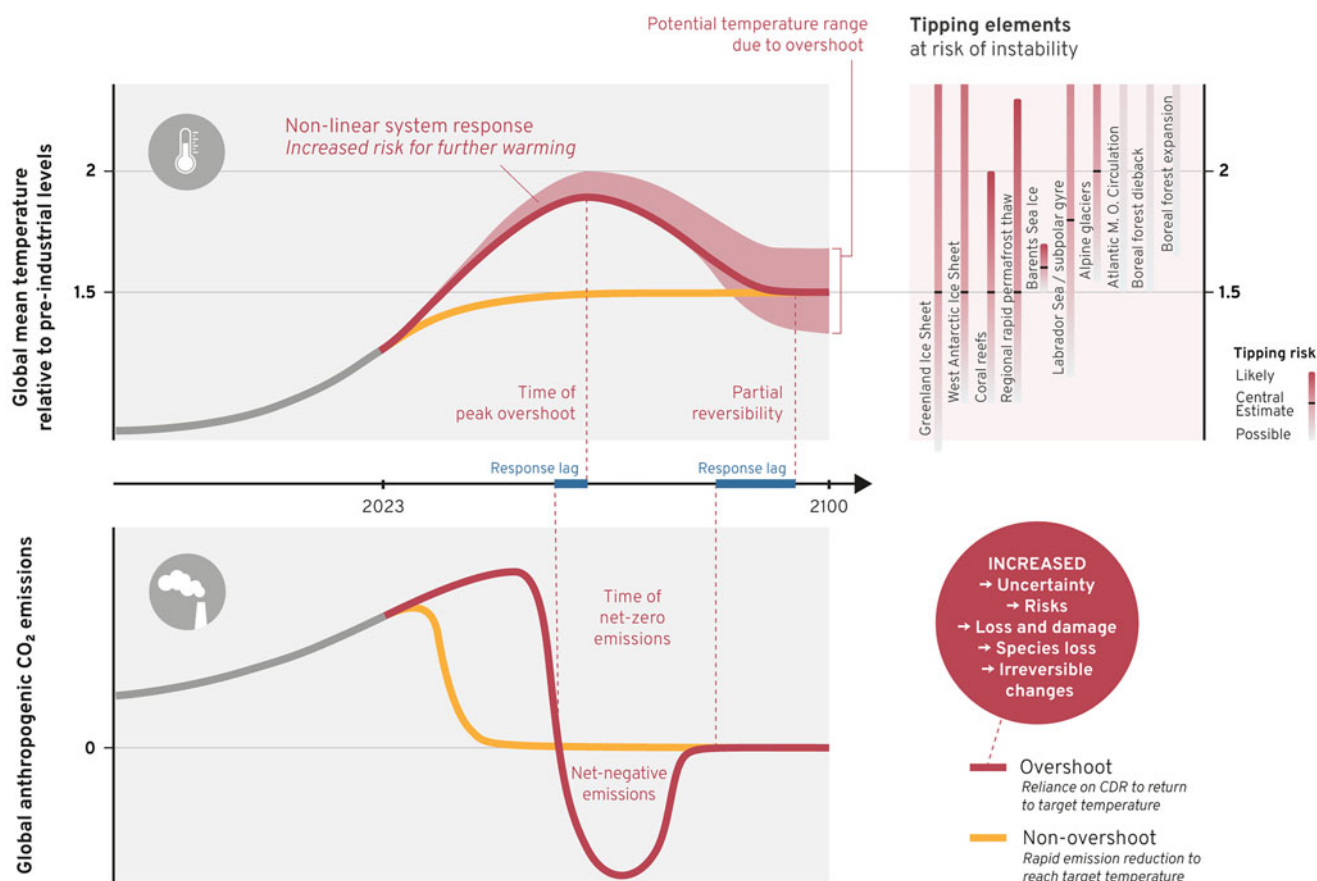 Potential temperature range
due to overshoot
Tipping elements
at risk of instability
Global mean temperature
relative to pre-industrial levels
2
1.5
1
Non-linear system response
Increased risk for further warming
Time of
peak overshoot
Partial
reversibility
Greenland Ice Sheet
West Antarctic Ice Sheet
Coral reefs
Regional rapid permafrost thaw
Barents Sea Ice
Labrador Sea / subpolar gyre
Alpine glaciers
Atlantic M. O. Circulation
Boreal forest dieback
Boreal forest expansion
2
1.5
Tipping risk
Likely
Central
Estimate
Possible
Response lag
Response lag
2023
2100
Global anthropogenic CO₂ emissions
0
Time of
net-zero
emissions
Net-negative
emissions
INCREASED
→ Uncertainty
→ Risks
→ Loss and damage
→ Species loss
→ Irreversible
changes
Overshoot
Reliance on CDR to return
to target temperature
Non-overshoot
Rapid emission reduction to
reach target temperature